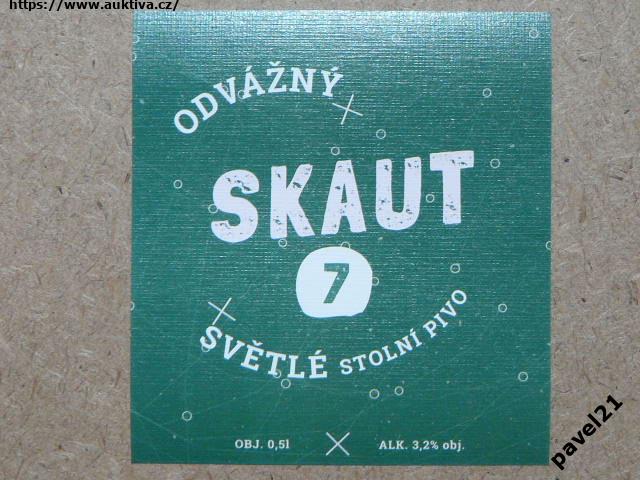 https://www.auktiva.cz/
ODVÁŽNÝ
SKAUT
7
SVĚTLÉ STOLNÍ PIVO
OBJ. 0,5l
ALK. 3,2% obj.
pavel21